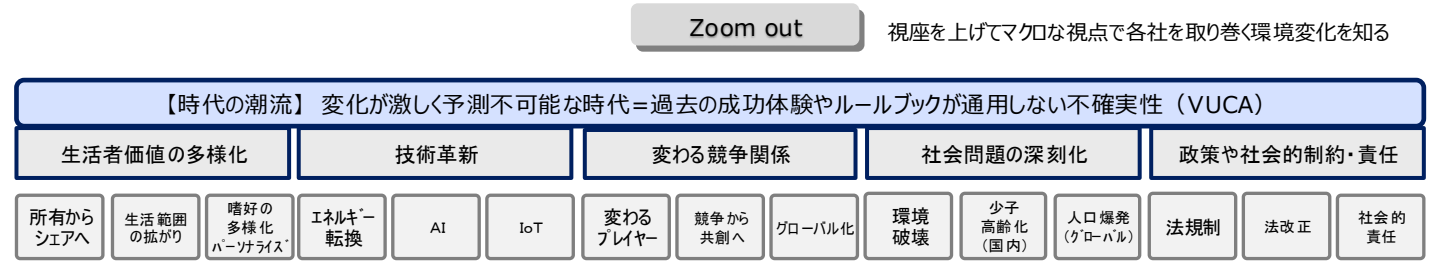 Zoom out
視座を上げてマクロな視点で各社を取り巻く環境変化を知る
【時代の潮流】 変化が激しく予測不可能な時代=過去の成功体験やルールブックが通用しない不確実性（VUCA）
生活者価値の多様化
技術革新
変わる競争関係
社会問題の深刻化
政策や社会的制約・責任
所有から
シェアへ
生活範囲
の拡がり
嗜好の
多様化
パーソナライズ
エネルギー
転換
AI
IoT
変わる
プレイヤー
競争から
共創へ
グローバル化
環境
破壊
少子
高齢化
（国内）
人口爆発
（グローバル）
法規制
法改正
社会的
責任